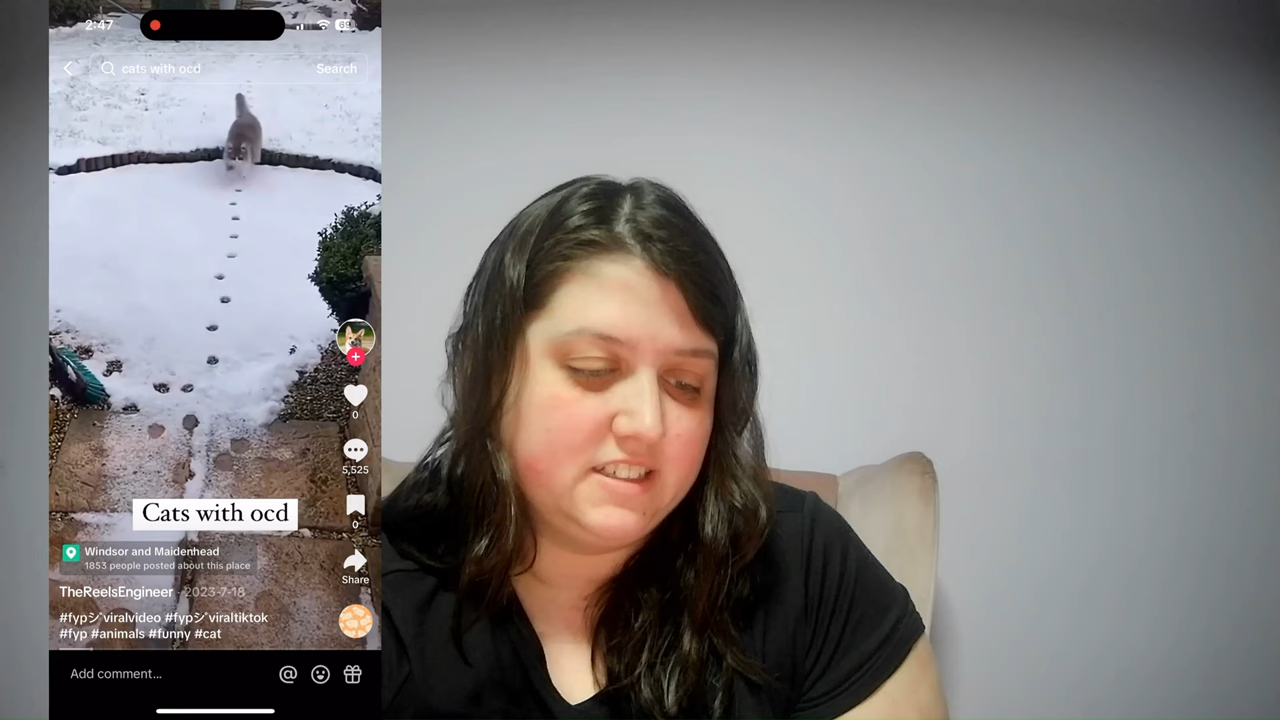 2:47
69
cats with ocd
Search
0
5,525
0
Cats with ocd
Windsor and Maidenhead
1853 people posted about this place
Share
TheReelsEngineer · 2023-7-18
#fypシ゚viralvideo #fypシ゚viraltiktok
#fyp #animals #funny #cat
Add comment...